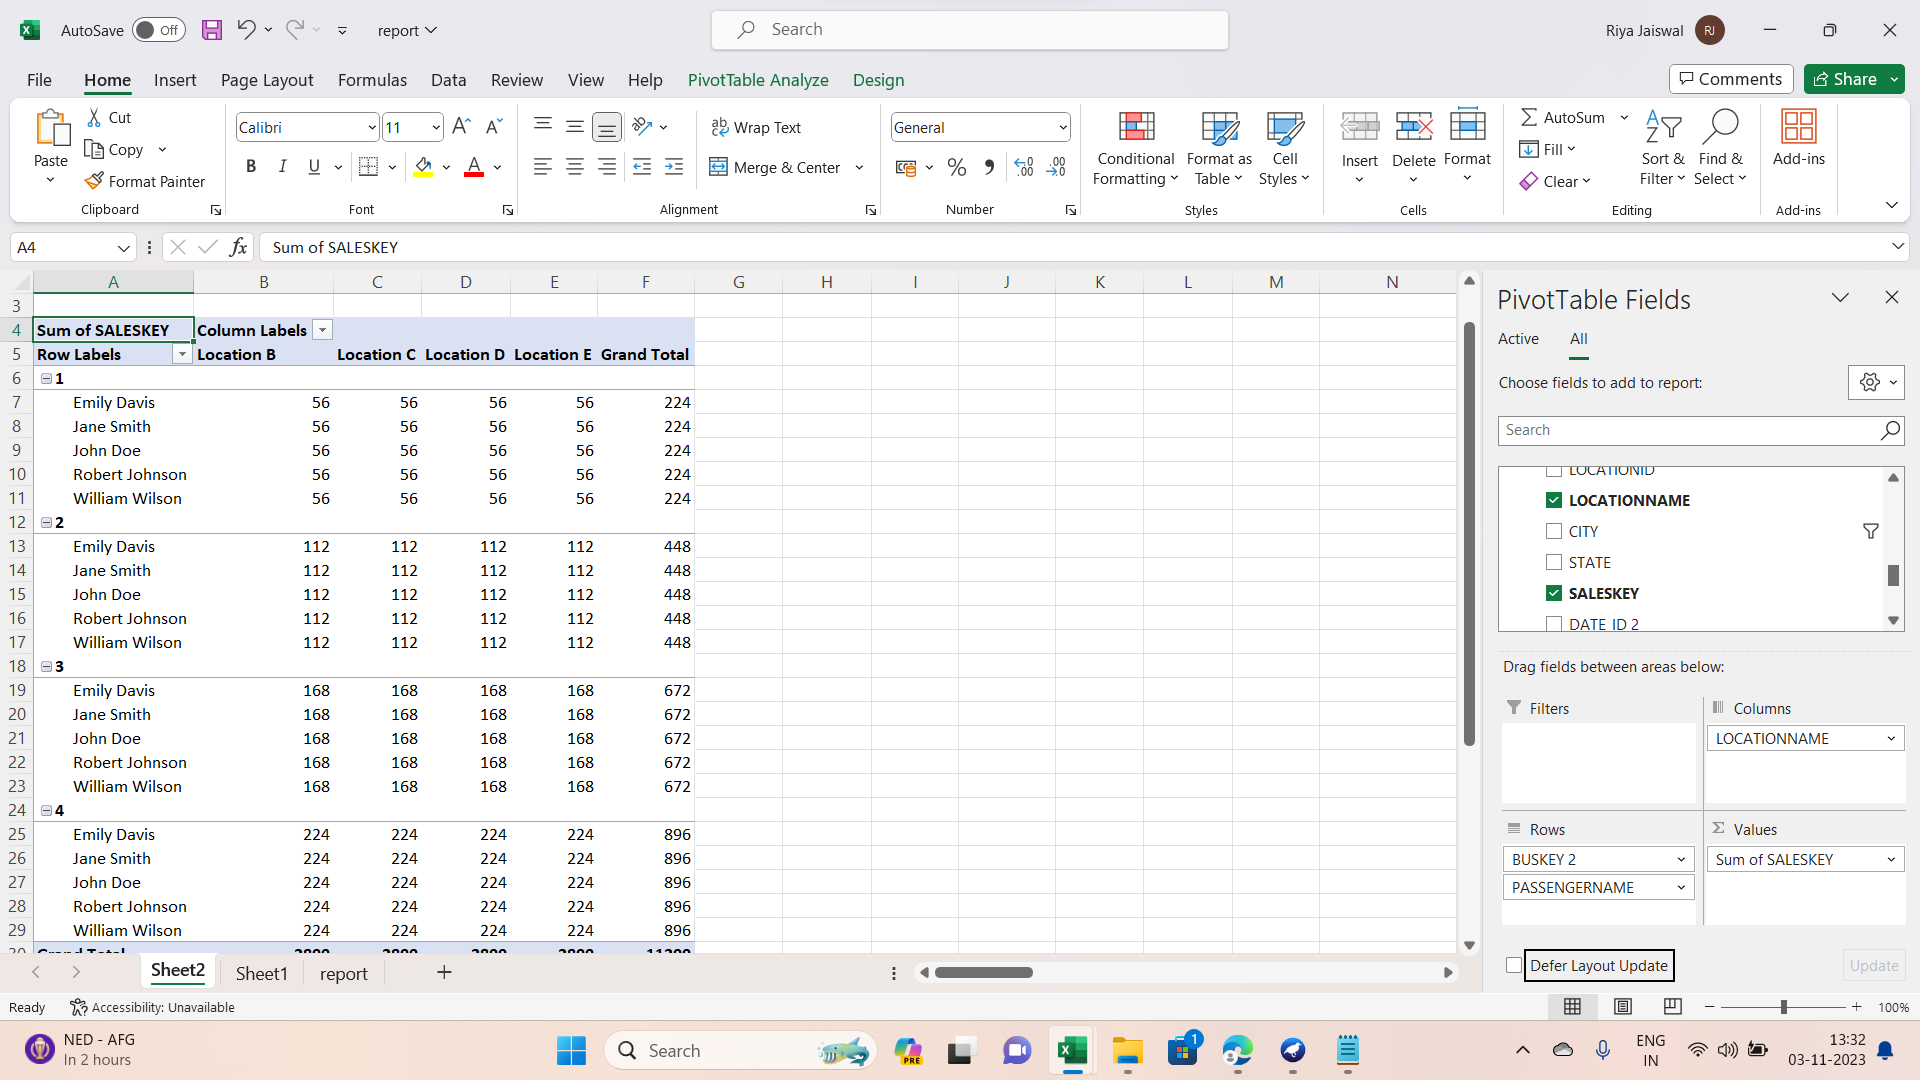 AutoSave Off report Search Riya Jaiswal RJ
File Home Insert Page Layout Formulas Data Review View Help PivotTable Analyze Design Comments Share
Paste Cut Copy Format Painter Clipboard
Calibri 11 B I U A Font
Wrap Text Merge & Center Alignment
General % Number
Conditional Formatting Format as Table Cell Styles Styles
Insert Delete Format Cells
AutoSum Fill Clear Sort & Filter Find & Select Editing
Add-ins Add-ins
A4 fx Sum of SALESKEY
A B C D E F G H I J K L M N
3
4 Sum of SALESKEY Column Labels
5 Row Labels Location B Location C Location D Location E Grand Total
6 1
7 Emily Davis 56 56 56 56 224
8 Jane Smith 56 56 56 56 224
9 John Doe 56 56 56 56 224
10 Robert Johnson 56 56 56 56 224
11 William Wilson 56 56 56 56 224
12 2
13 Emily Davis 112 112 112 112 448
14 Jane Smith 112 112 112 112 448
15 John Doe 112 112 112 112 448
16 Robert Johnson 112 112 112 112 448
17 William Wilson 112 112 112 112 448
18 3
19 Emily Davis 168 168 168 168 672
20 Jane Smith 168 168 168 168 672
21 John Doe 168 168 168 168 672
22 Robert Johnson 168 168 168 168 672
23 William Wilson 168 168 168 168 672
24 4
25 Emily Davis 224 224 224 224 896
26 Jane Smith 224 224 224 224 896
27 John Doe 224 224 224 224 896
28 Robert Johnson 224 224 224 224 896
29 William Wilson 224 224 224 224 896
30 Grand Total
PivotTable Fields
Active All
Choose fields to add to report:
Search
LOCATIONID
LOCATIONNAME
CITY
STATE
SALESKEY
DATE ID 2
Drag fields between areas below:
Filters Columns
LOCATIONNAME
Rows Values
BUSKEY 2 Sum of SALESKEY
PASSENGERNAME
Defer Layout Update Update
Sheet2 Sheet1 report
Ready Accessibility: Unavailable 100%
NED - AFG
In 2 hours
Search PRE 1
ENG
IN
13:32
03-11-2023